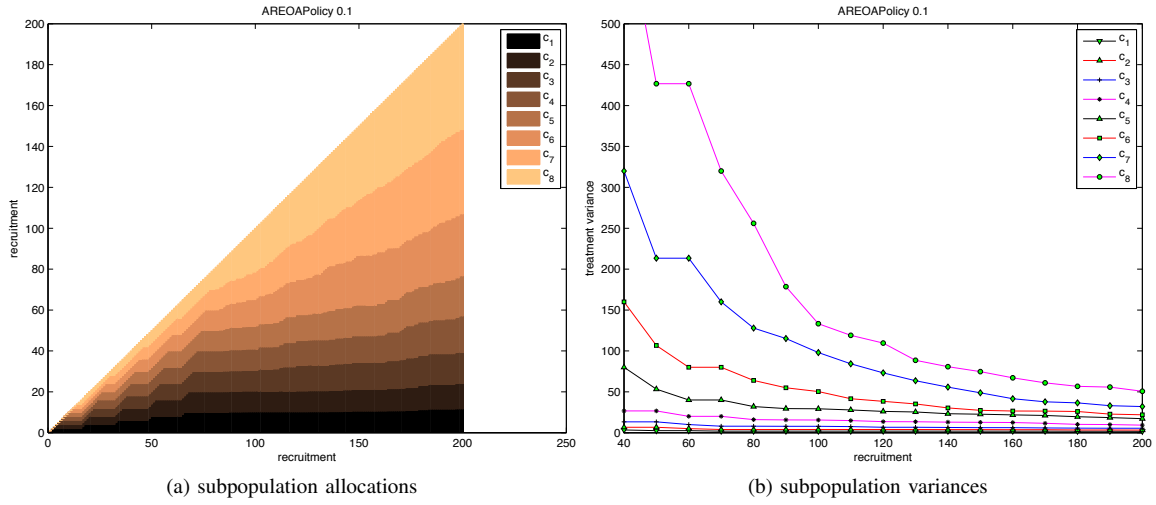 AREOAPolicy 0.1
200
180
160
140
120
100
80
60
40
20
0
recruitment
0
50
100
150
200
250
recruitment
c1
c2
c3
c4
c5
c6
c7
c8
(a) subpopulation allocations
AREOAPolicy 0.1
500
450
400
350
300
250
200
150
100
50
0
treatment variance
40
60
80
100
120
140
160
180
200
recruitment
c1
c2
c3
c4
c5
c6
c7
c8
(b) subpopulation variances